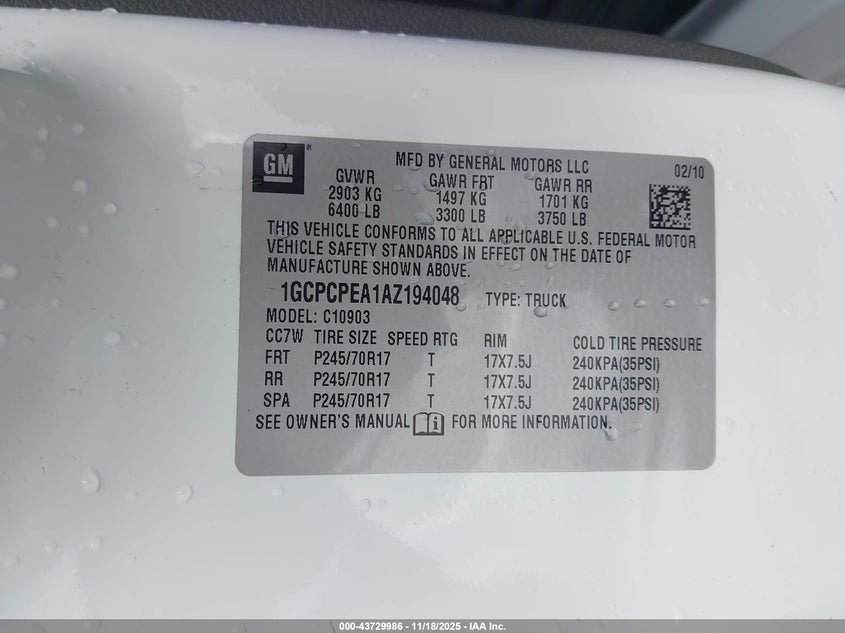 GM
MFD BY GENERAL MOTORS LLC 02/10
GVWR GAWR FRT GAWR RR
2903 KG 1497 KG 1701 KG
6400 LB 3300 LB 3750 LB
THIS VEHICLE CONFORMS TO ALL APPLICABLE U.S. FEDERAL MOTOR
VEHICLE SAFETY STANDARDS IN EFFECT ON THE DATE OF
MANUFACTURE SHOWN ABOVE.
1GCPCPEA1AZ194048 TYPE: TRUCK
MODEL: C10903
CC7W TIRE SIZE SPEED RTG RIM COLD TIRE PRESSURE
FRT P245/70R17 T 17X7.5J 240KPA(35PSI)
RR P245/70R17 T 17X7.5J 240KPA(35PSI)
SPA P245/70R17 T 17X7.5J 240KPA(35PSI)
SEE OWNER'S MANUAL i FOR MORE INFORMATION.
000-43729986 - 11/18/2025 - IAA Inc.